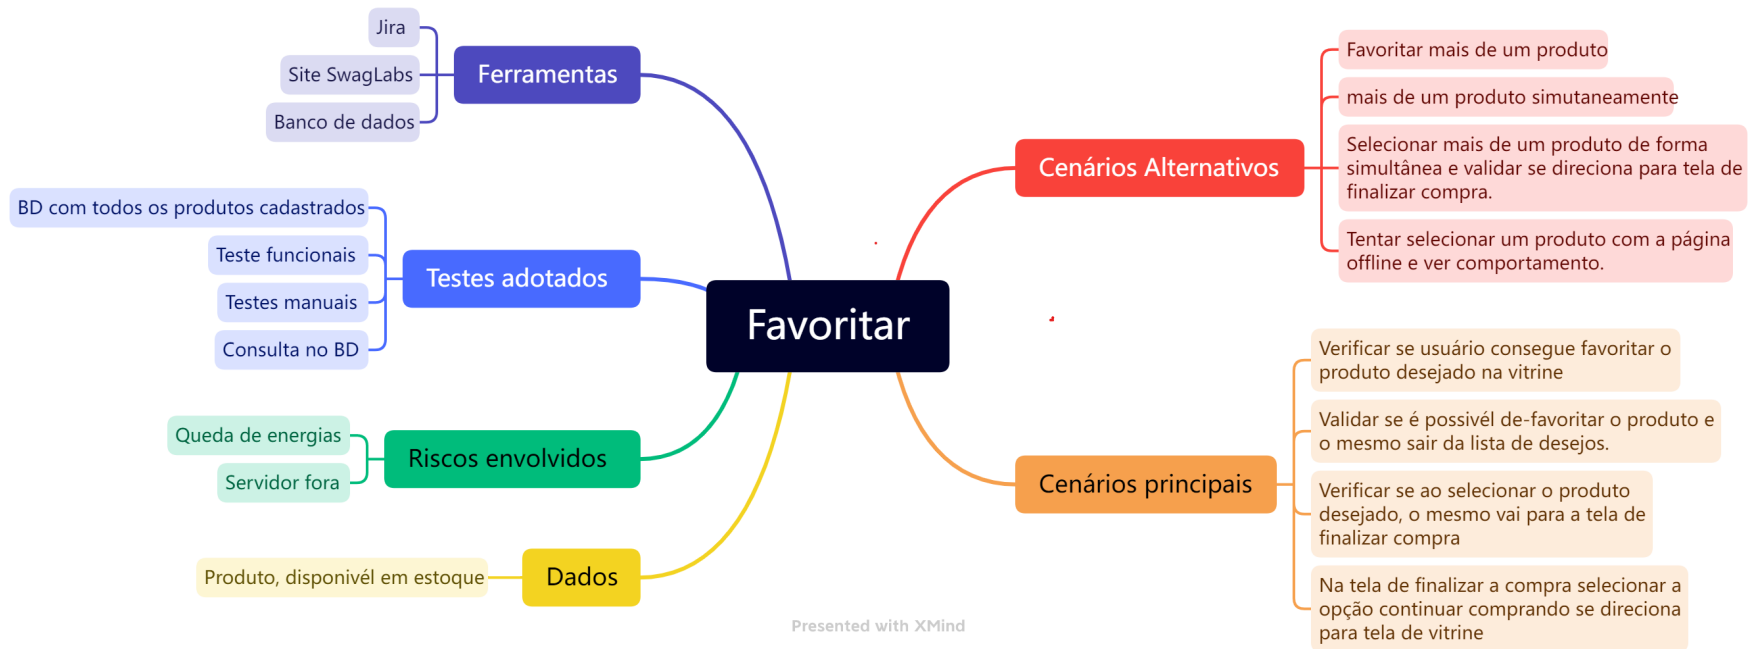 Favoritar
Ferramentas
Jira
Site SwagLabs
Banco de dados
Testes adotados
BD com todos os produtos cadastrados
Teste funcionais
Testes manuais
Consulta no BD
Riscos envolvidos
Queda de energias
Servidor fora
Dados
Produto, disponivél em estoque
Cenários Alternativos
Favoritar mais de um produto
mais de um produto simutaneamente
Selecionar mais de um produto de forma
simultânea e validar se direciona para tela de
finalizar compra.
Tentar selecionar um produto com a página
offline e ver comportamento.
Cenários principais
Verificar se usuário consegue favoritar o
produto desejado na vitrine
Validar se é possivél de-favoritar o produto e
o mesmo sair da lista de desejos.
Verificar se ao selecionar o produto
desejado, o mesmo vai para a tela de
finalizar compra
Na tela de finalizar a compra selecionar a
opção continuar comprando se direciona
para tela de vitrine
Presented with XMind